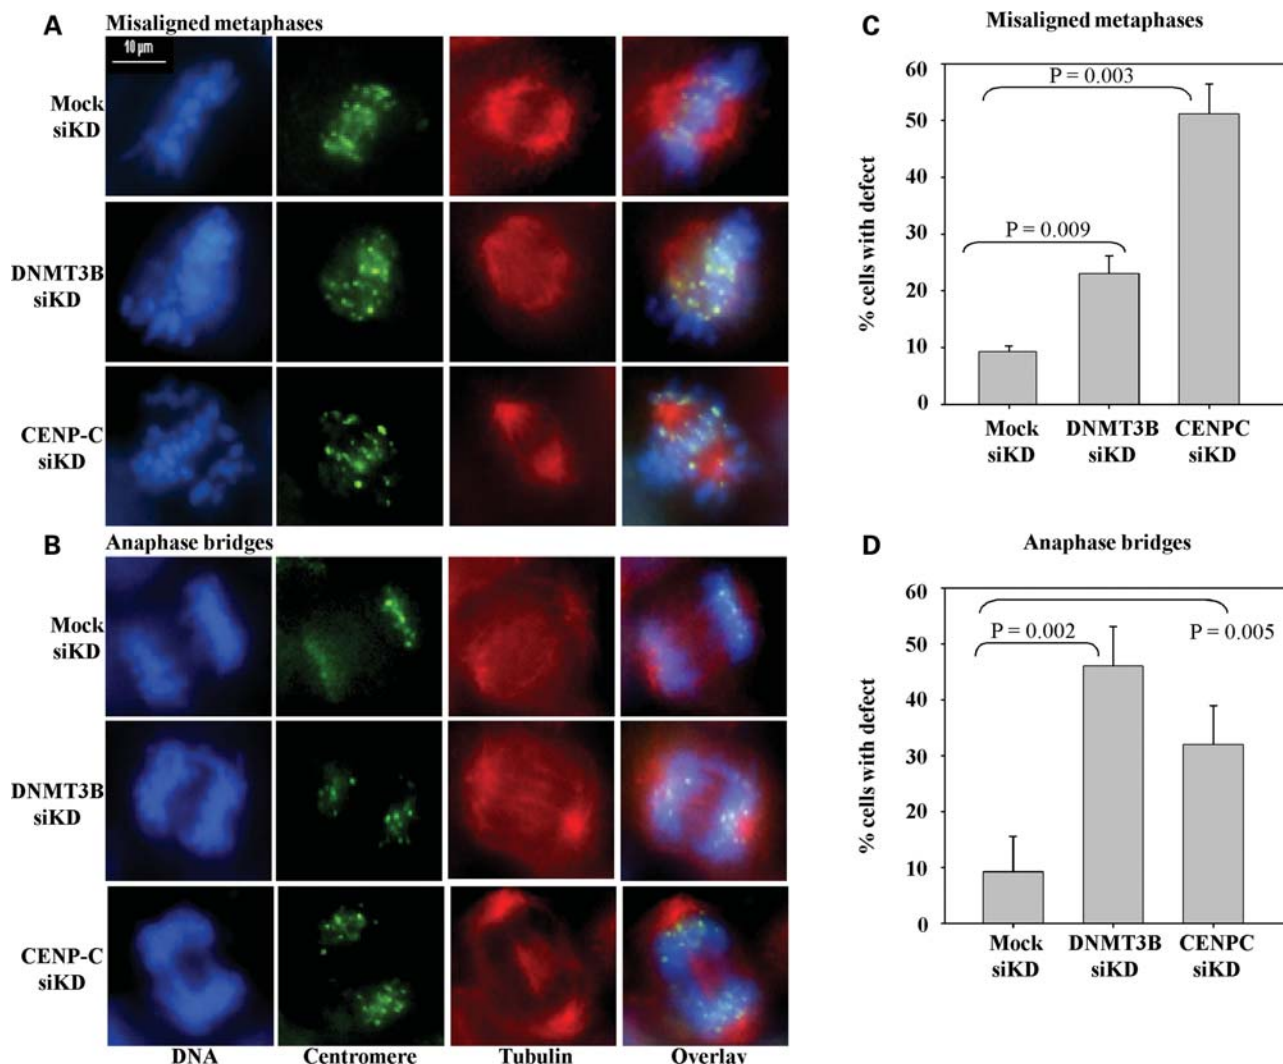 A Misaligned metaphases
10 µm
Mock
siKD
DNMT3B
siKD
CENP-C
siKD
B Anaphase bridges
Mock
siKD
DNMT3B
siKD
CENP-C
siKD
DNA Centromere Tubulin Overlay
C Misaligned metaphases
% cells with defect
60
50
40
30
20
10
0
P = 0.003
P = 0.009
Mock DNMT3B CENPC
siKD siKD siKD
D Anaphase bridges
% cells with defect
60
50
40
30
20
10
0
P = 0.002
P = 0.005
Mock DNMT3B CENPC
siKD siKD siKD